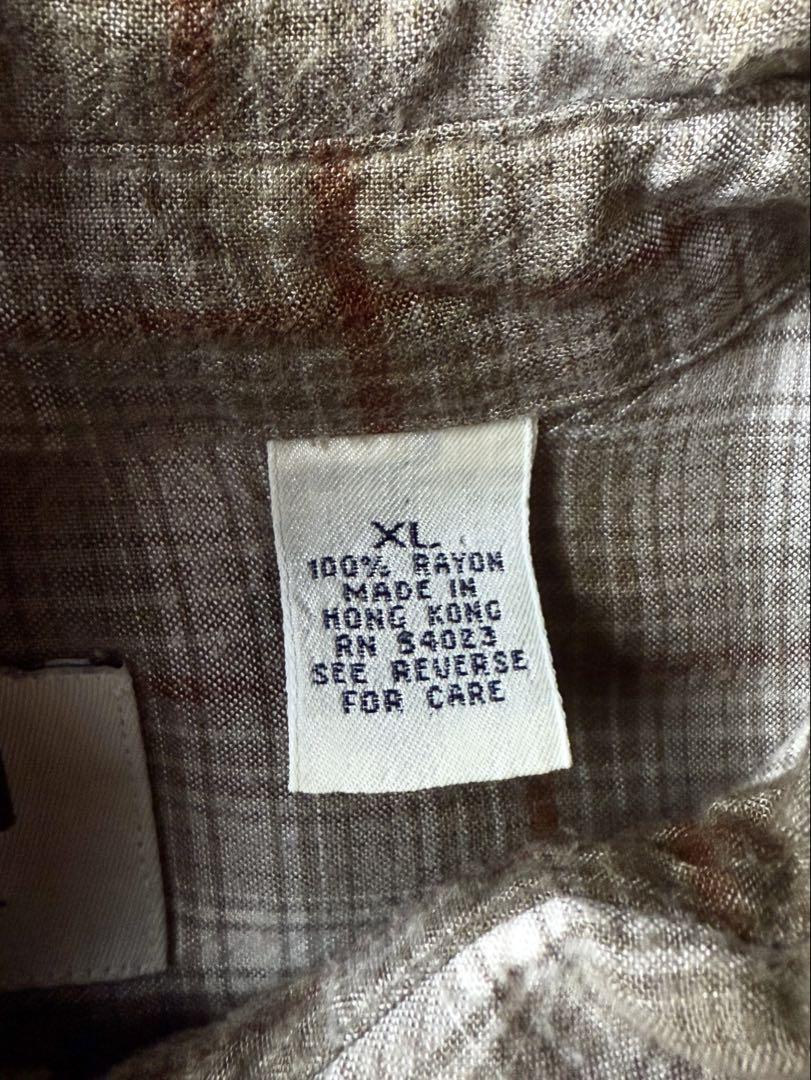 XL
100% RAYON
MADE IN
HONG KONG
RN 54023
SEE REVERSE
FOR CARE